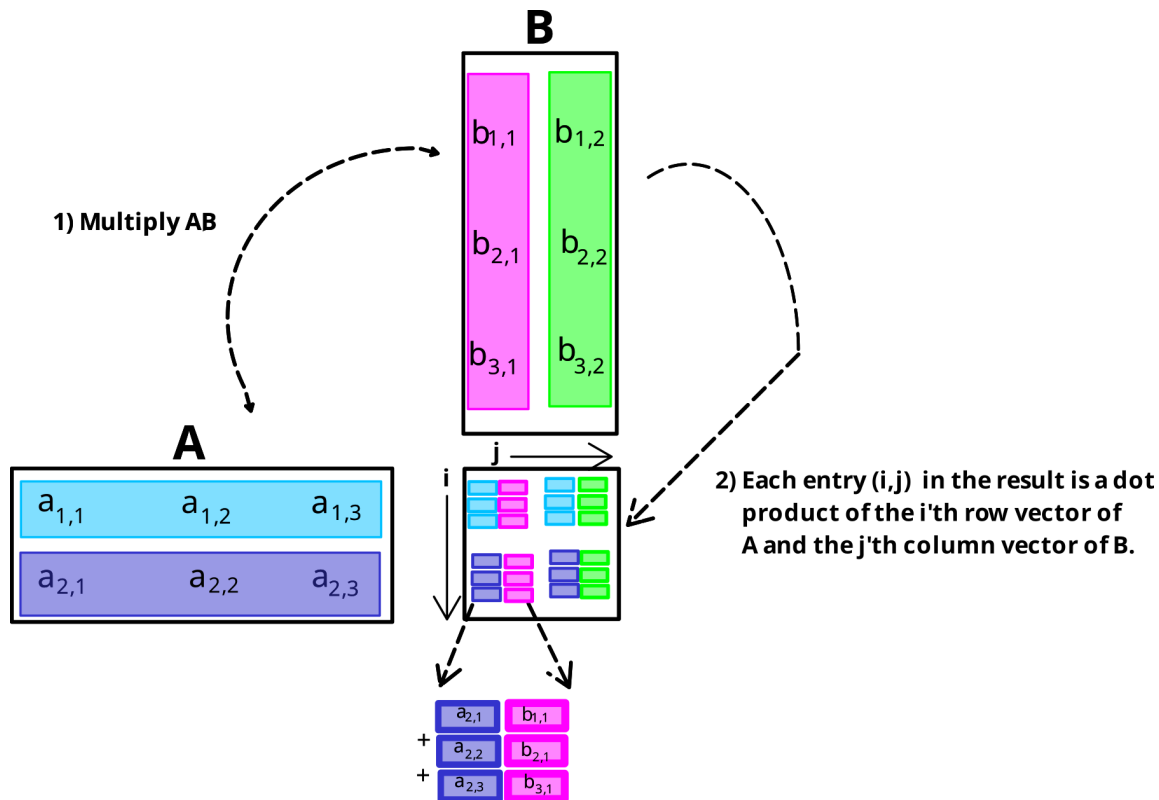 B
b1,1 b1,2
1) Multiply AB
b2,1 b2,2
b3,1 b3,2
A
j
i
a1,1 a1,2 a1,3
a2,1 a2,2 a2,3
2) Each entry (i,j) in the result is a dot
product of the i'th row vector of
A and the j'th column vector of B.
a2,1 b1,1
+ a2,2 b2,1
+ a2,3 b3,1